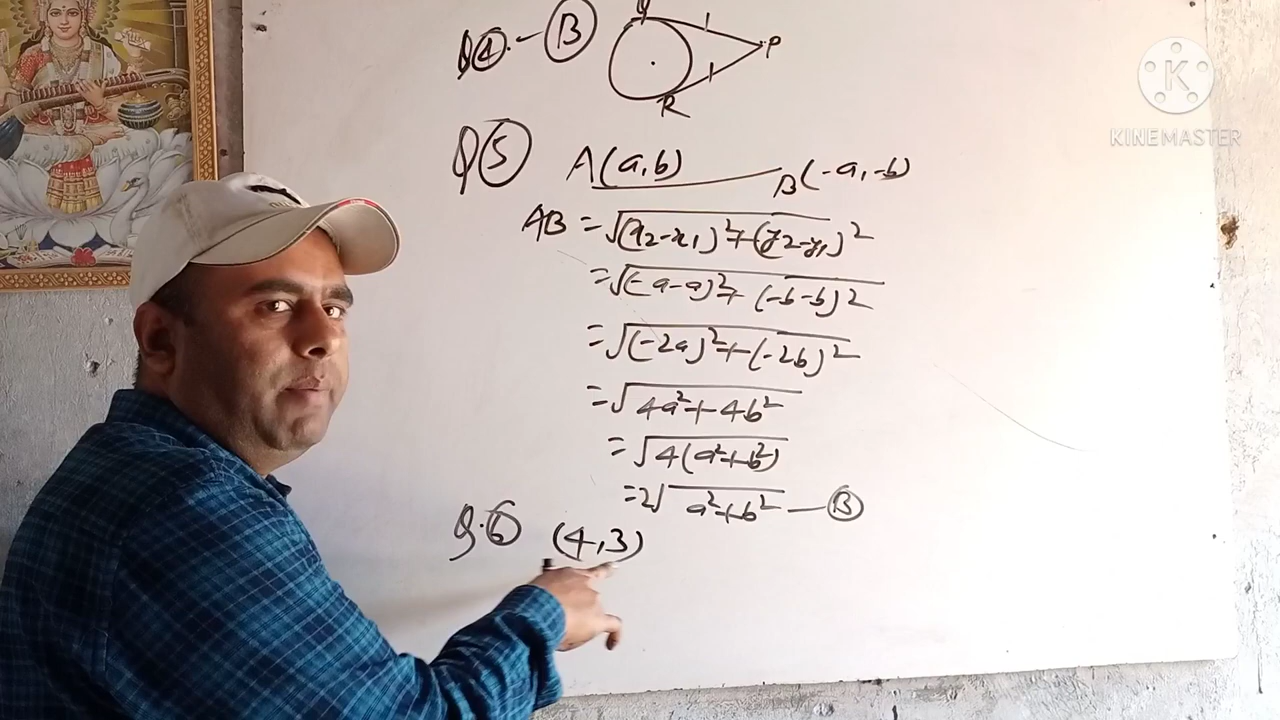 Q④. - Ⓑ
Q
P
R
K
KINEMASTER
Q⑤ A(a,b) B(-a,-b)
AB = √(x₂-x₁)²+(y₂-y₁)²
= √(-a-a)²+(-b-b)²
= √(-2a)²+(-2b)²
= √4a²+4b²
= √4(a²+b²)
= 2√a²+b² - Ⓑ
Q.⑥ (4,3)